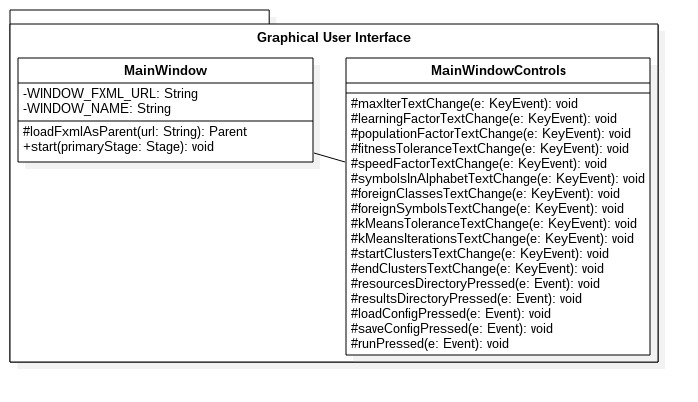 Graphical User Interface
MainWindow
-WINDOW_FXML_URL: String
-WINDOW_NAME: String
#loadFxmlAsParent(url: String): Parent
+start(primaryStage: Stage): void
MainWindowControls
#maxIterTextChange(e: KeyEvent): void
#learningFactorTextChange(e: KeyEvent): void
#populationFactorTextChange(e: KeyEvent): void
#fitnessToleranceTextChange(e: KeyEvent): void
#speedFactorTextChange(e: KeyEvent): void
#symbolsInAlphabetTextChange(e: KeyEvent): void
#foreignClassesTextChange(e: KeyEvent): void
#foreignSymbolsTextChange(e: KeyEvent): void
#kMeansToleranceTextChange(e: KeyEvent): void
#kMeansIterationsTextChange(e: KeyEvent): void
#startClustersTextChange(e: KeyEvent): void
#endClustersTextChange(e: KeyEvent): void
#resourcesDirectoryPressed(e: Event): void
#resultsDirectoryPressed(e: Event): void
#loadConfigPressed(e: Event): void
#saveConfigPressed(e: Event): void
#runPressed(e: Event): void